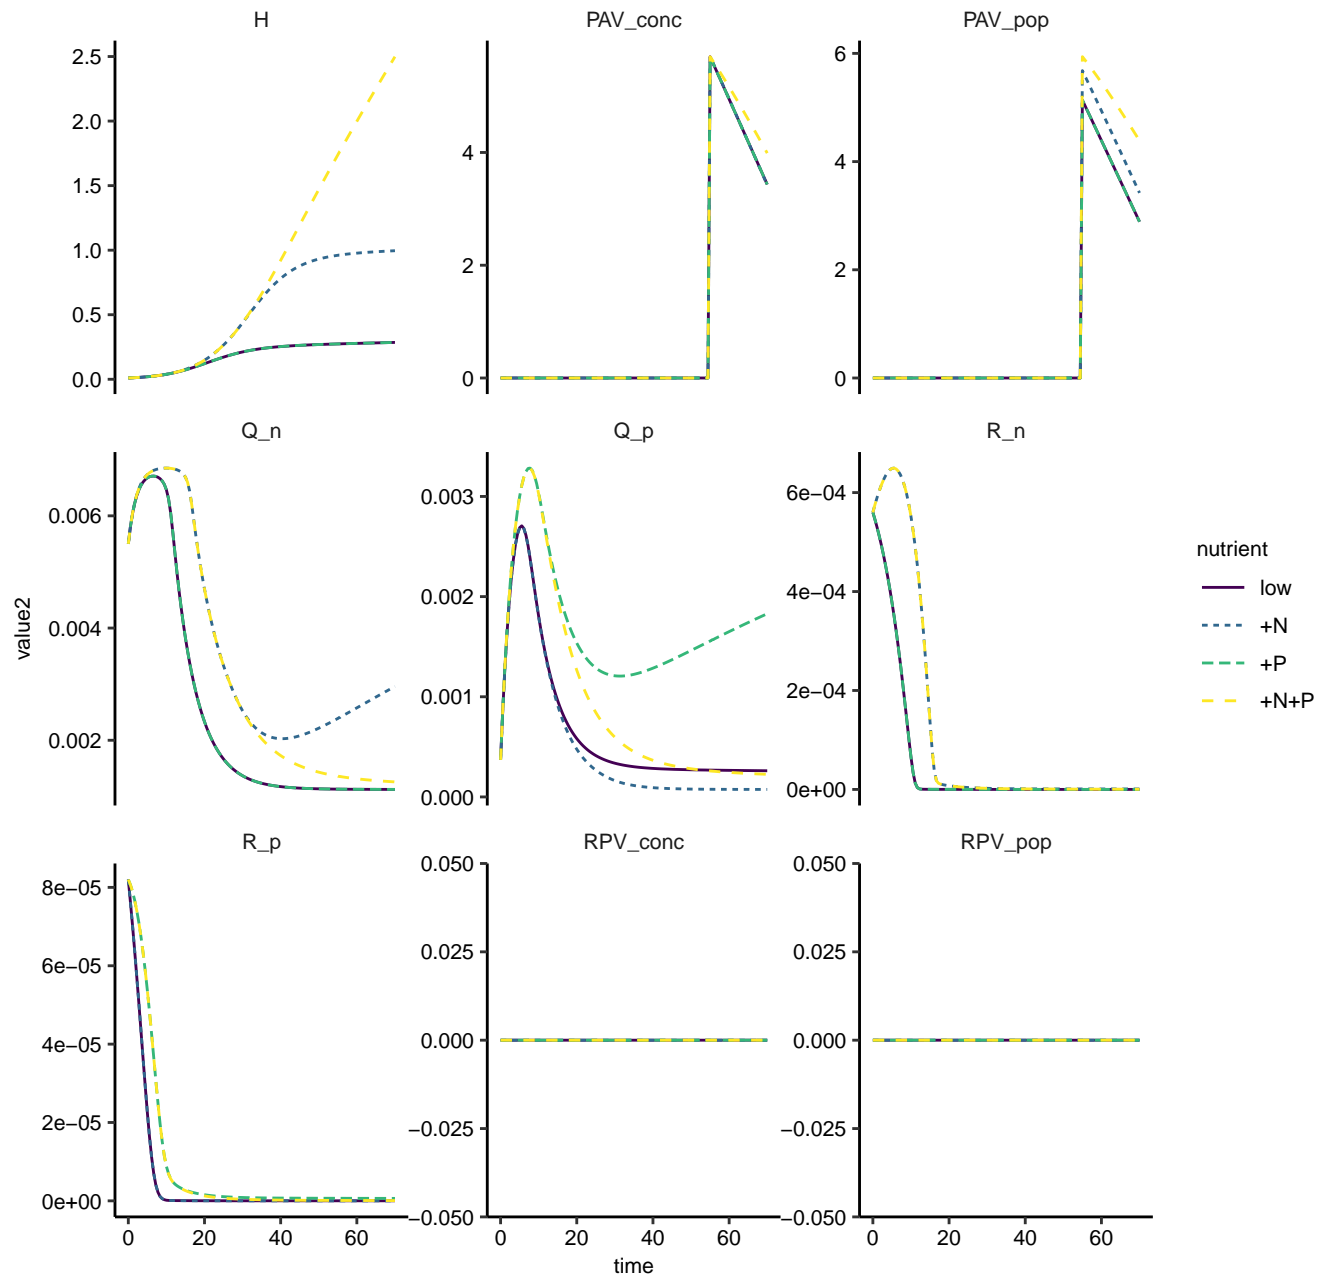 H PAV_conc PAV_pop
2.5
2.0
1.5
1.0
0.5
0.0
4
2
0
6
4
2
0
Q_n Q_p R_n
0.006
0.004
0.002
0.003
0.002
0.001
0.000
6e−04
4e−04
2e−04
0e+00
R_p RPV_conc RPV_pop
8e−05
6e−05
4e−05
2e−05
0e+00
0.050
0.025
0.000
−0.025
−0.050
0.050
0.025
0.000
−0.025
−0.050
0 20 40 60
0 20 40 60
0 20 40 60
time
value2
nutrient
low
+N
+P
+N+P